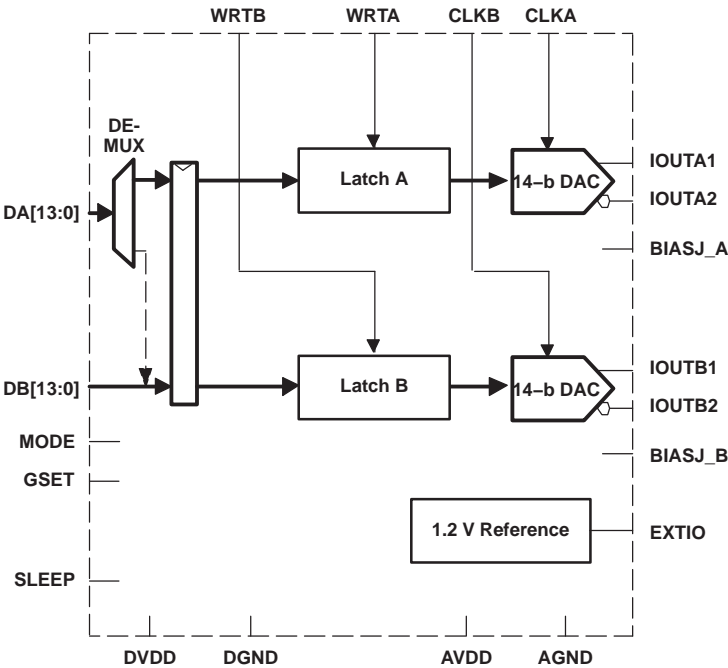 WRTB WRTA CLKB CLKA
DE-
MUX
DA[13:0]
Latch A
14–b DAC
IOUTA1
IOUTA2
BIASJ_A
DB[13:0]
Latch B
14–b DAC
IOUTB1
IOUTB2
BIASJ_B
MODE
GSET
1.2 V Reference
EXTIO
SLEEP
DVDD DGND AVDD AGND